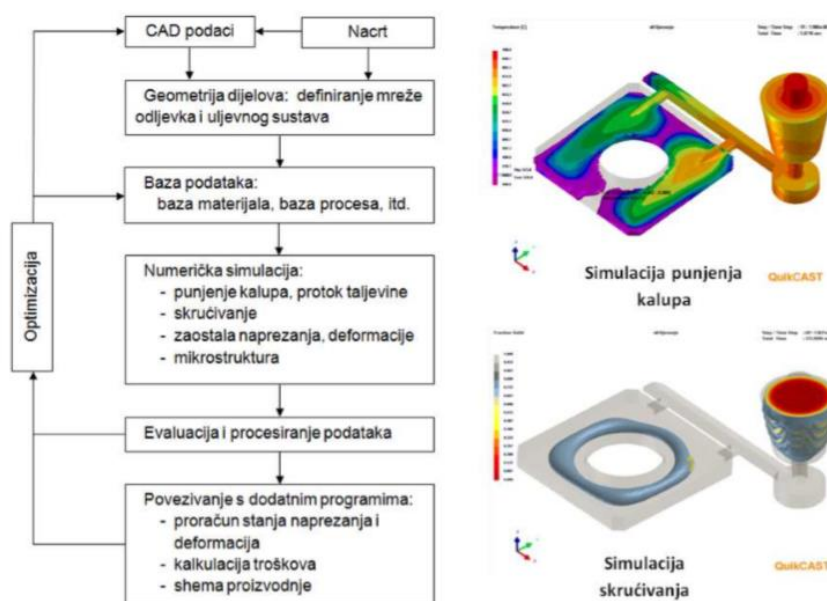 CAD podaci
Nacrt
Geometrija dijelova: definiranje mreže
odljevka i uljevnog sustava
Baza podataka:
baza materijala, baza procesa, itd.
Optimizacija
Numerička simulacija:
- punjenje kalupa, protok taljevine
- skrućivanje
- zaostala naprezanja, deformacije
- mikrostruktura
Evaluacija i procesiranje podataka
Povezivanje s dodatnim programima:
- proračun stanja naprezanja i
deformacija
- kalkulacija troškova
- shema proizvodnje
Simulacija punjenja
kalupa
QuikCAST
Simulacija
skrućivanja
QuikCAST